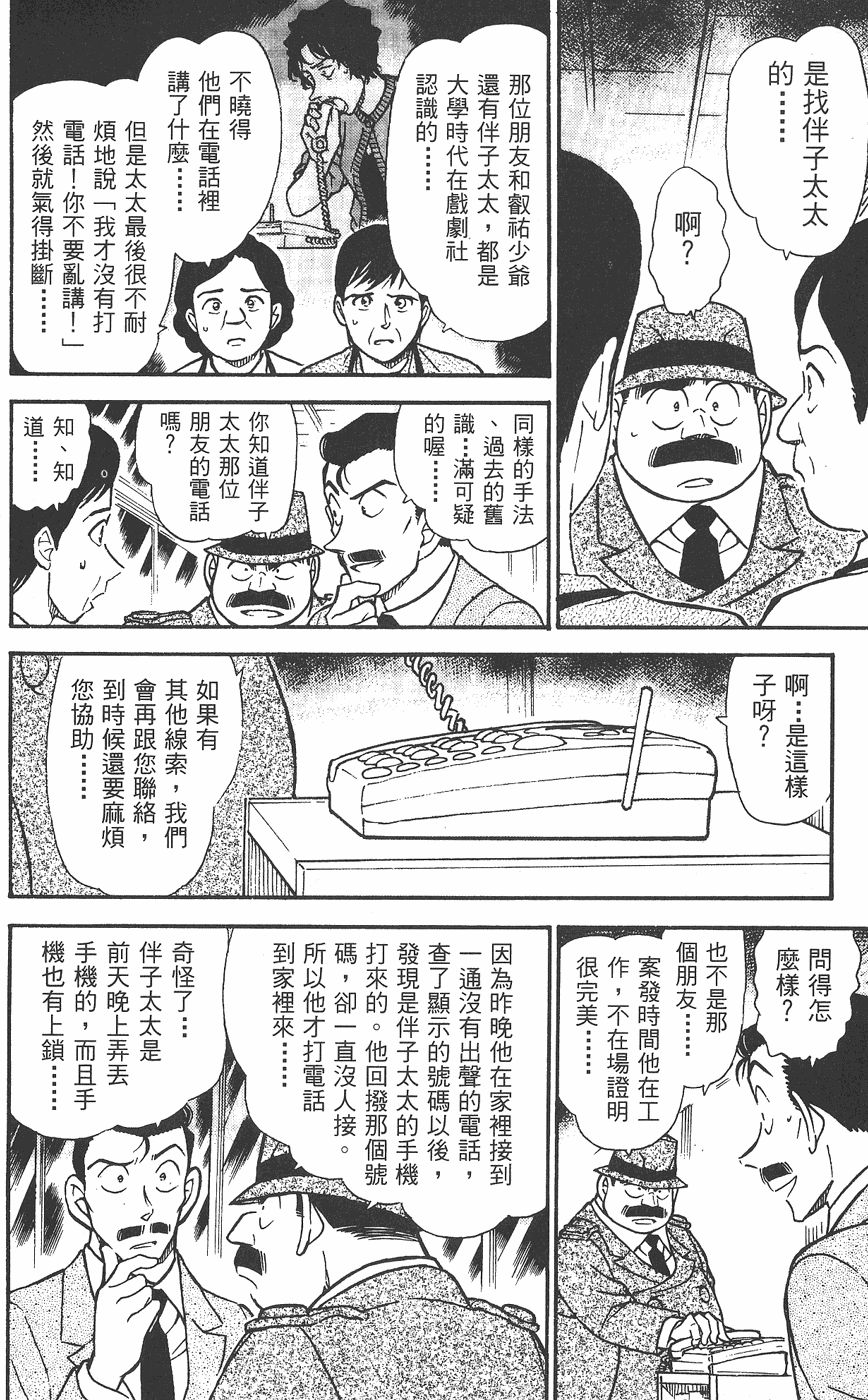 是找伴子太太
的……
啊？
那位朋友和叡祐少爺
還有伴子太太，都是
大學時代在戲劇社
認識的……
不曉得
他們在電話裡
講了什麼……
但是太太最後很不耐
煩地說「我才沒有打
電話！你不要亂講！」
然後就氣得掛斷……
同樣的手法
、過去的舊
識…滿可疑
的喔……
你知道伴子
太太那位
朋友的電話
嗎？
知、知
道……
啊…是這樣
子呀？
如果有
其他線索，我們
會再跟您聯絡，
到時候還要麻煩
您協助……
問得怎
麼樣？
也不是那
個朋友……
案發時間他在工
作，不在場證明
很完美……
因為昨晚他在家裡接到
一通沒有出聲的電話，
查了顯示的號碼以後，
發現是伴子太太的手機
打來的。他回撥那個號
碼，卻一直沒人接。
所以他才打電話
到家裡來……
奇怪了…
伴子太太是
前天晚上弄丟
手機的，而且手
機也有上鎖……